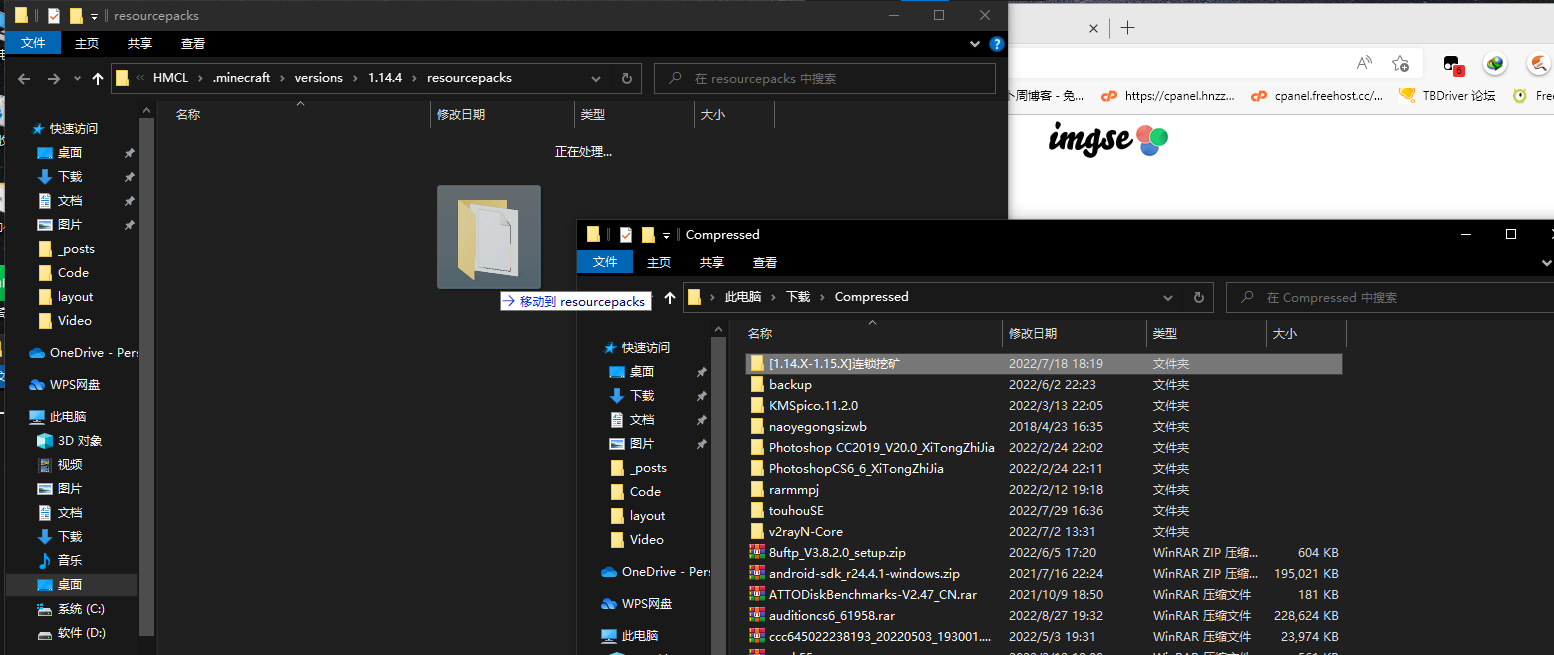 resourcepacks
文件 主页 共享 查看
HMCL .minecraft versions 1.14.4 resourcepacks
在 resourcepacks 中搜索
名称 修改日期 类型 大小
正在处理...
快速访问
桌面
下载
文档
图片
_posts
Code
layout
Video
OneDrive - Pers
WPS网盘
此电脑
3D 对象
视频
图片
文档
下载
音乐
桌面
系统 (C:)
软件 (D:)
移动到 resourcepacks
6
周博客 - 免... https://cpanel.hnzz... cpanel.freehost.cc/... TBDriver 论坛 Free
imgse
Compressed
文件 主页 共享 查看
此电脑 下载 Compressed
在 Compressed 中搜索
快速访问
桌面
下载
文档
图片
_posts
Code
layout
Video
OneDrive - Pers
WPS网盘
此电脑
名称 修改日期 类型 大小
[1.14.X-1.15.X]连锁挖矿 2022/7/18 18:19 文件夹
backup 2022/6/2 22:23 文件夹
KMSpico.11.2.0 2022/3/13 22:05 文件夹
naoyegongsizwb 2018/4/23 16:35 文件夹
Photoshop CC2019_V20.0_XiTongZhiJia 2022/2/24 22:02 文件夹
PhotoshopCS6_6_XiTongZhiJia 2022/2/24 22:11 文件夹
rarmmpj 2022/2/12 19:18 文件夹
touhouSE 2022/7/29 16:36 文件夹
v2rayN-Core 2022/7/2 13:31 文件夹
8uftp_V3.8.2.0_setup.zip 2022/6/5 17:20 WinRAR ZIP 压缩... 604 KB
android-sdk_r24.4.1-windows.zip 2021/7/16 22:24 WinRAR ZIP 压缩... 195,021 KB
ATTODiskBenchmarks-V2.47_CN.rar 2021/10/9 18:50 WinRAR 压缩文件 181 KB
auditioncs6_61958.rar 2022/8/27 19:32 WinRAR 压缩文件 228,624 KB
ccc645022238193_20220503_193001.... 2022/5/3 19:31 WinRAR 压缩文件 23,974 KB